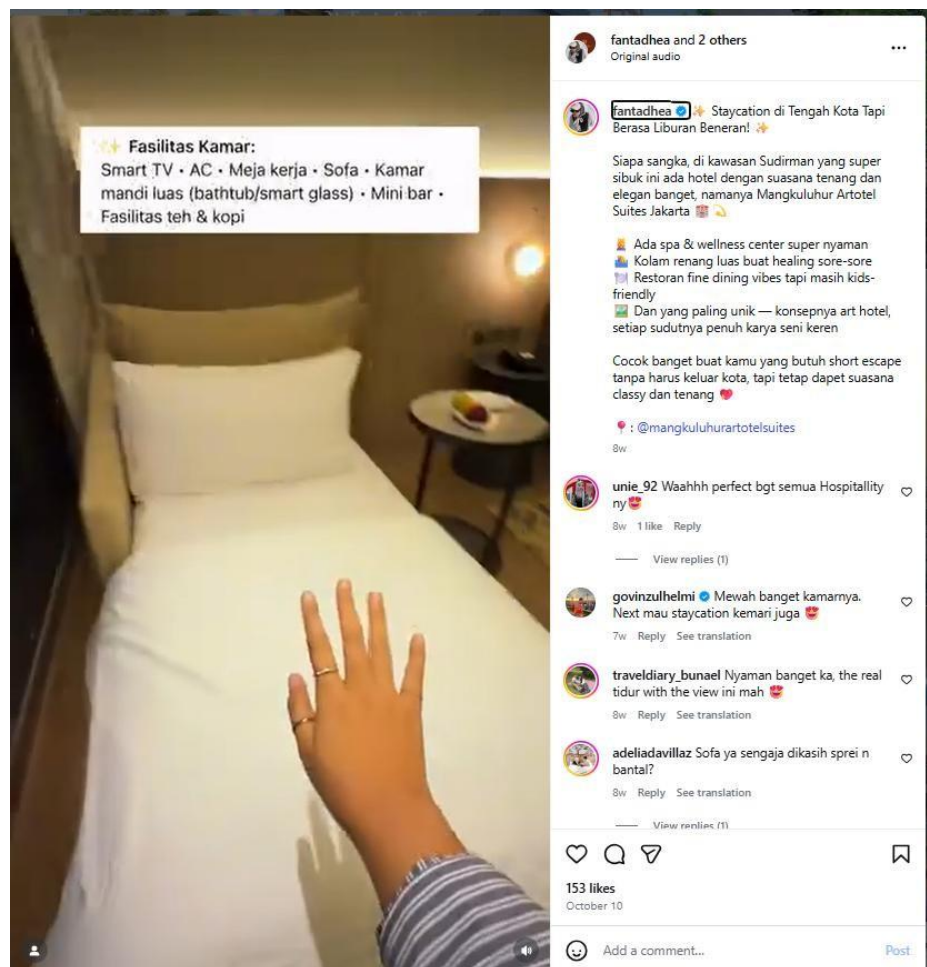 ✨ Fasilitas Kamar:
Smart TV • AC • Meja kerja • Sofa • Kamar
mandi luas (bathtub/smart glass) • Mini bar •
Fasilitas teh & kopi
fantadhea and 2 others
Original audio
fantadhea ✨ Staycation di Tengah Kota Tapi
Berasa Liburan Beneran! ✨
Siapa sangka, di kawasan Sudirman yang super
sibuk ini ada hotel dengan suasana tenang dan
elegan banget, namanya Mangkuluhur Artotel
Suites Jakarta 🏨 💫
💆 Ada spa & wellness center super nyaman
🏊 Kolam renang luas buat healing sore-sore
🍽️ Restoran fine dining vibes tapi masih kids-
friendly
🖼️ Dan yang paling unik — konsepnya art hotel,
setiap sudutnya penuh karya seni keren
Cocok banget buat kamu yang butuh short escape
tanpa harus keluar kota, tapi tetap dapet suasana
classy dan tenang 💖
📍 : @mangkuluhurartotelsuites
8w
unie_92 Waahhh perfect bgt semua Hospitallity
ny😍
8w 1 like Reply
View replies (1)
govinzulhelmi Mewah banget kamarnya.
Next mau staycation kemari juga 😍
7w Reply See translation
traveldiary_bunael Nyaman banget ka, the real
tidur with the view ini mah 😍
8w Reply See translation
adeliadavillaz Sofa ya sengaja dikasih sprei n
bantal?
8w Reply See translation
View replies (1)
153 likes
October 10
Add a comment...
Post